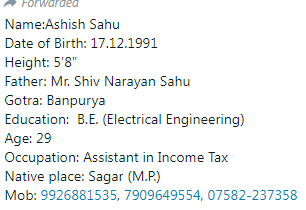 Forwarded
Name:Ashish Sahu
Date of Birth: 17.12.1991
Height: 5'8"
Father: Mr. Shiv Narayan Sahu
Gotra: Banpurya
Education:  B.E. (Electrical Engineering)
Age: 29
Occupation: Assistant in Income Tax
Native place: Sagar (M.P.)
Mob: 9926881535, 7909649554, 07582-237358